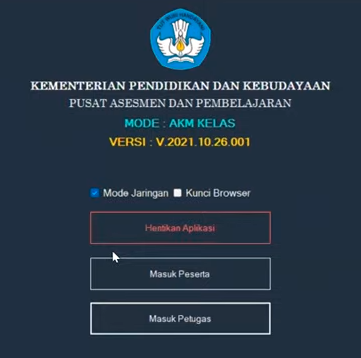 KEMENTERIAN PENDIDIKAN DAN KEBUDAYAAN
PUSAT ASESMEN DAN PEMBELAJARAN
MODE : AKM KELAS
VERSI : V.2021.10.26.001
Mode Jaringan Kunci Browser
Hentikan Aplikasi
Masuk Peserta
Masuk Petugas